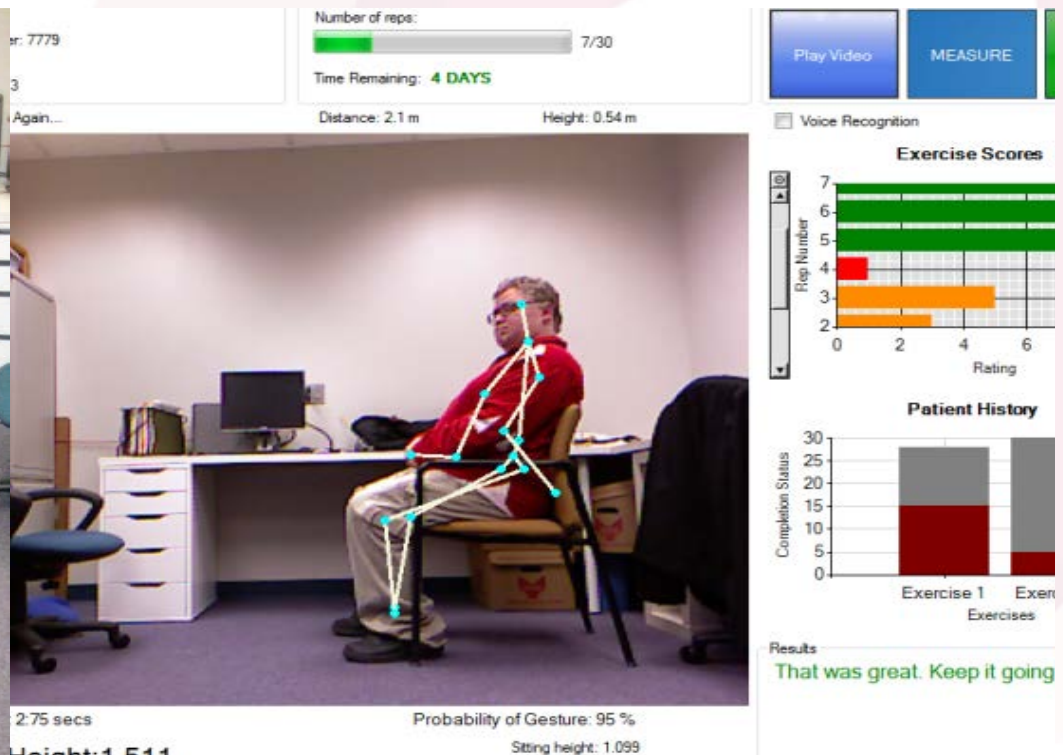 Number of reps:
er: 7779
7/30
Play Video
MEASURE
Time Remaining: 4 DAYS
3
Again...
Distance: 2.1 m
Height: 0.54 m
Voice Recognition
Exercise Scores
7
6
5
4
3
2
Rep Number
0 2 4 6
Rating
Patient History
30
25
20
15
10
5
0
Completion Status
Exercise 1 Exer
Exercises
Results
That was great. Keep it going
: 2:75 secs
Probability of Gesture: 95 %
Sitting height: 1.099
Height:1.511